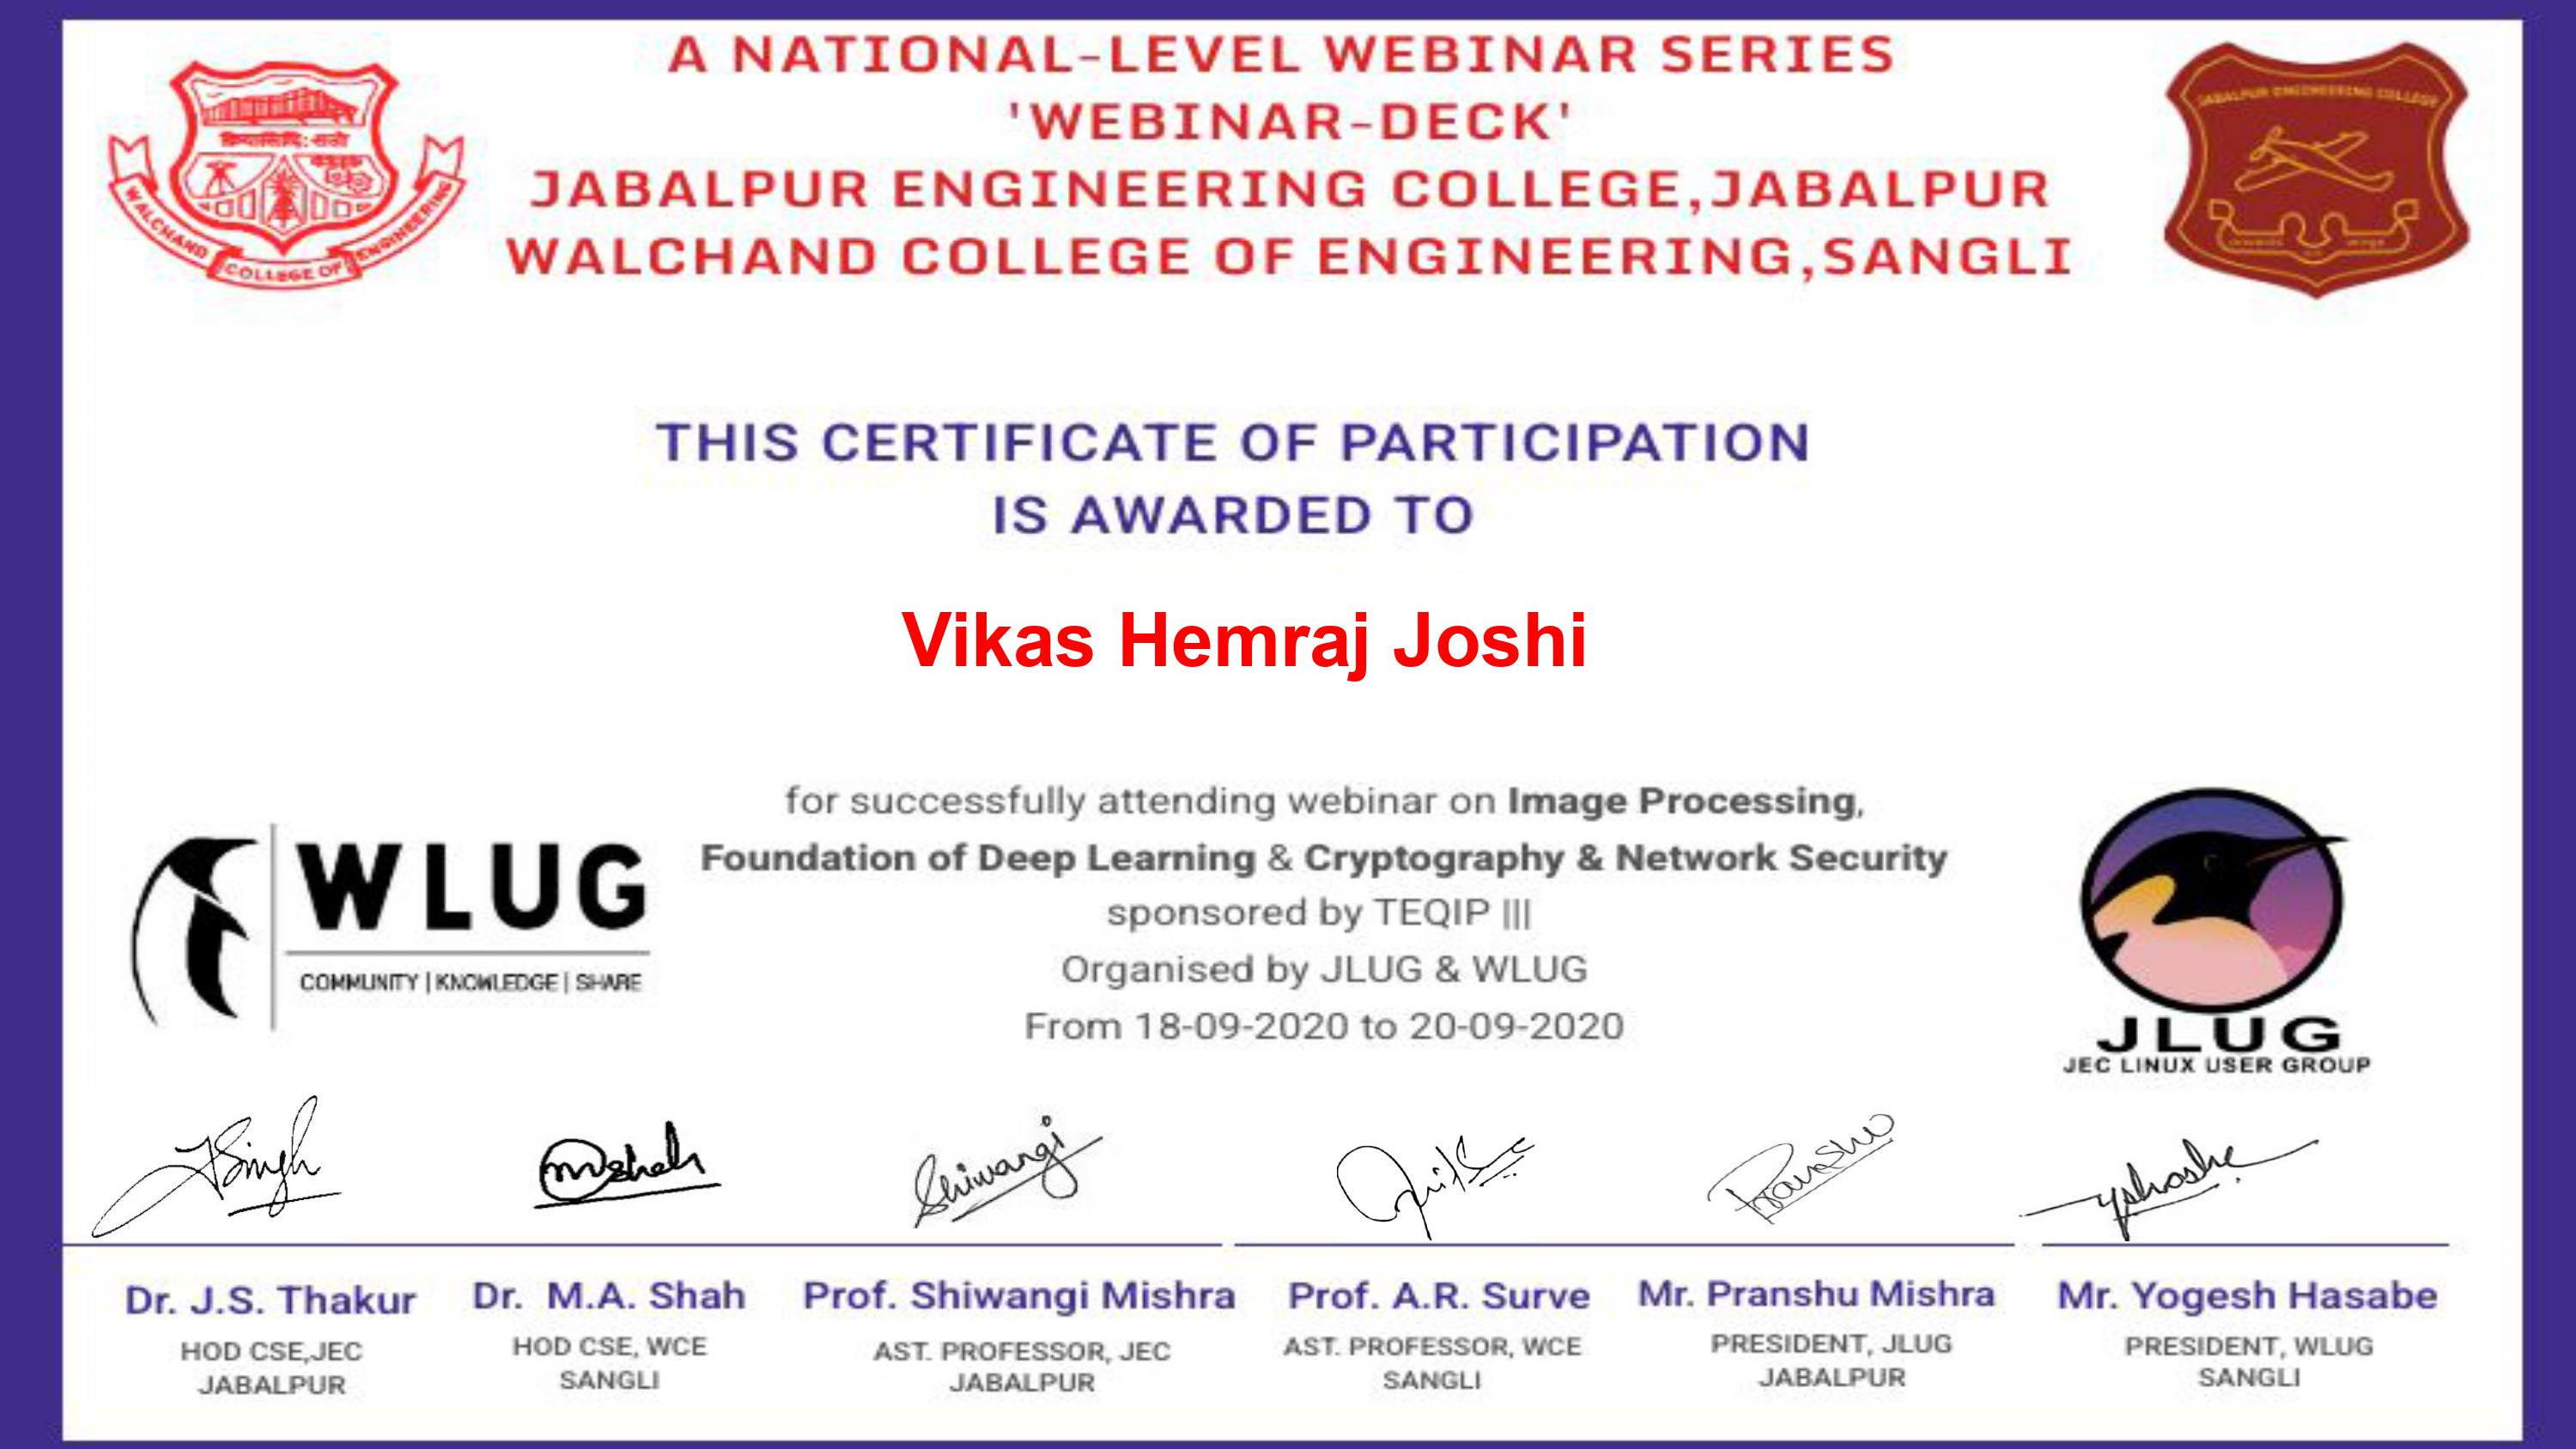 A NATIONAL-LEVEL WEBINAR SERIES
'WEBINAR-DECK'
JABALPUR ENGINEERING COLLEGE,JABALPUR
WALCHAND COLLEGE OF ENGINEERING,SANGLI
WALCHAND COLLEGE OF ENGINEERING
JABALPUR ENGINEERING COLLEGE
THIS CERTIFICATE OF PARTICIPATION
IS AWARDED TO
Vikas Hemraj Joshi
for successfully attending webinar on Image Processing,
Foundation of Deep Learning & Cryptography & Network Security
sponsored by TEQIP |||
Organised by JLUG & WLUG
From 18-09-2020 to 20-09-2020
WLUG
COMMUNITY | KNOWLEDGE | SHARE
JLUG
JEC LINUX USER GROUP
Shiwangi
Pranshu
Dr. J.S. Thakur
HOD CSE,JEC
JABALPUR
Dr. M.A. Shah
HOD CSE, WCE
SANGLI
Prof. Shiwangi Mishra
AST. PROFESSOR, JEC
JABALPUR
Prof. A.R. Surve
AST. PROFESSOR, WCE
SANGLI
Mr. Pranshu Mishra
PRESIDENT, JLUG
JABALPUR
Mr. Yogesh Hasabe
PRESIDENT, WLUG
SANGLI